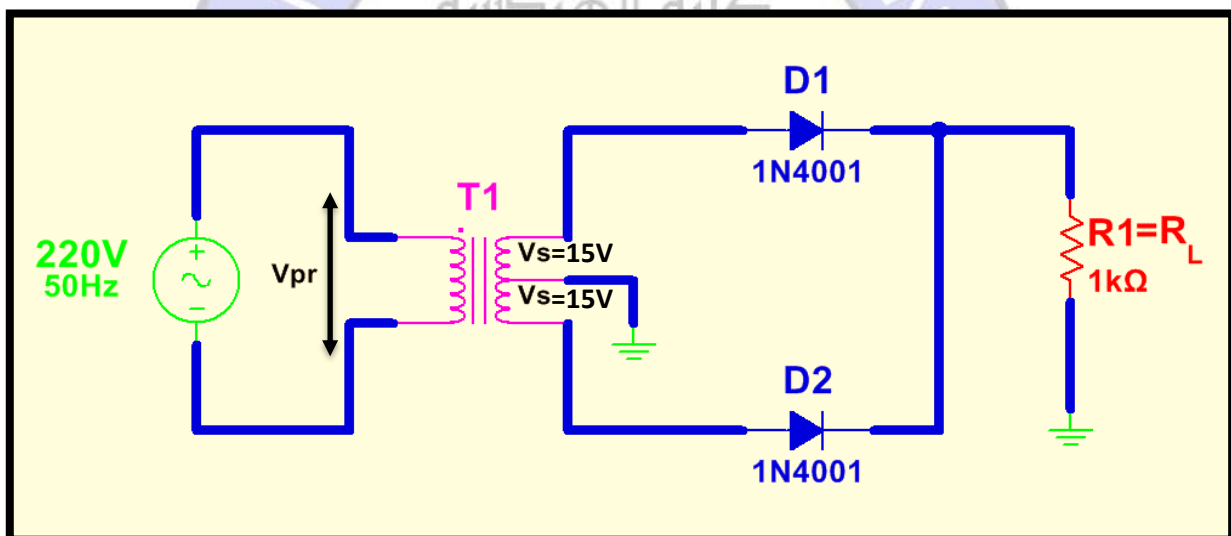 D1
1N4001
T1
220V
50Hz
Vpr
Vs=15V
Vs=15V
R1=RL
1kΩ
D2
1N4001